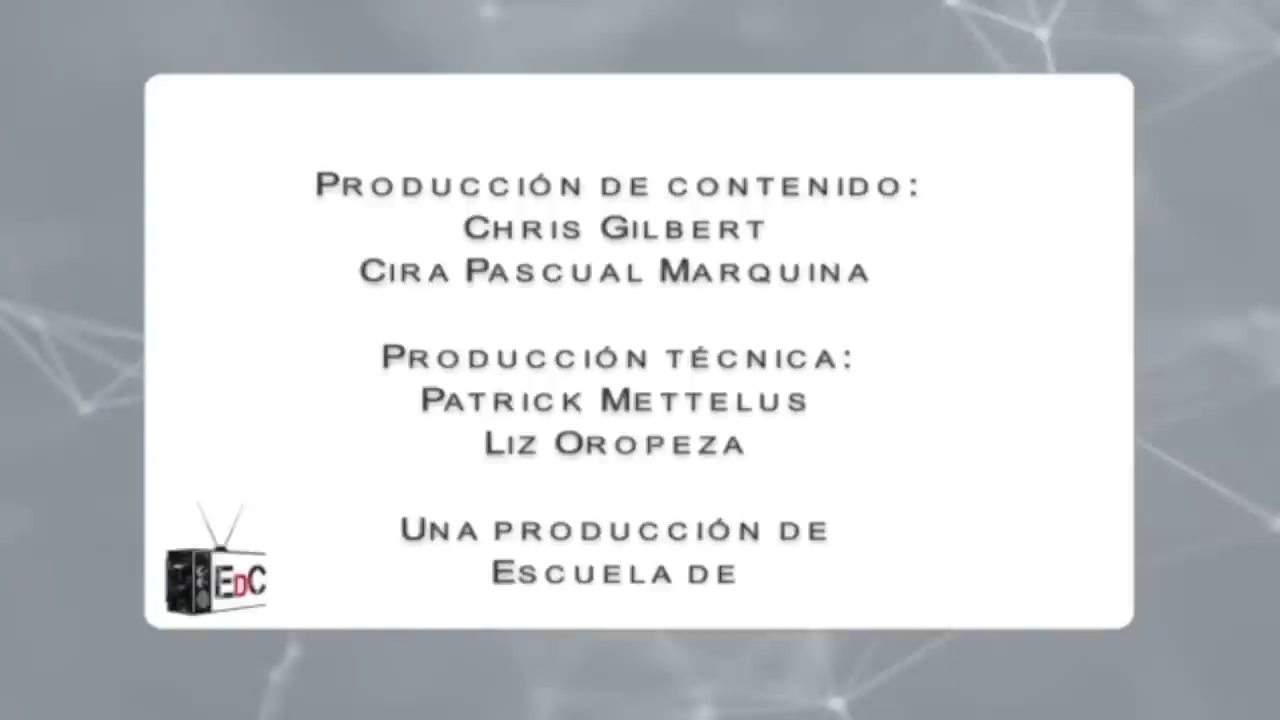 Producción de contenido:
Chris Gilbert
Cira Pascual Marquina
Producción técnica:
Patrick Mettelus
Liz Oropeza
Una producción de
Escuela de
EDC